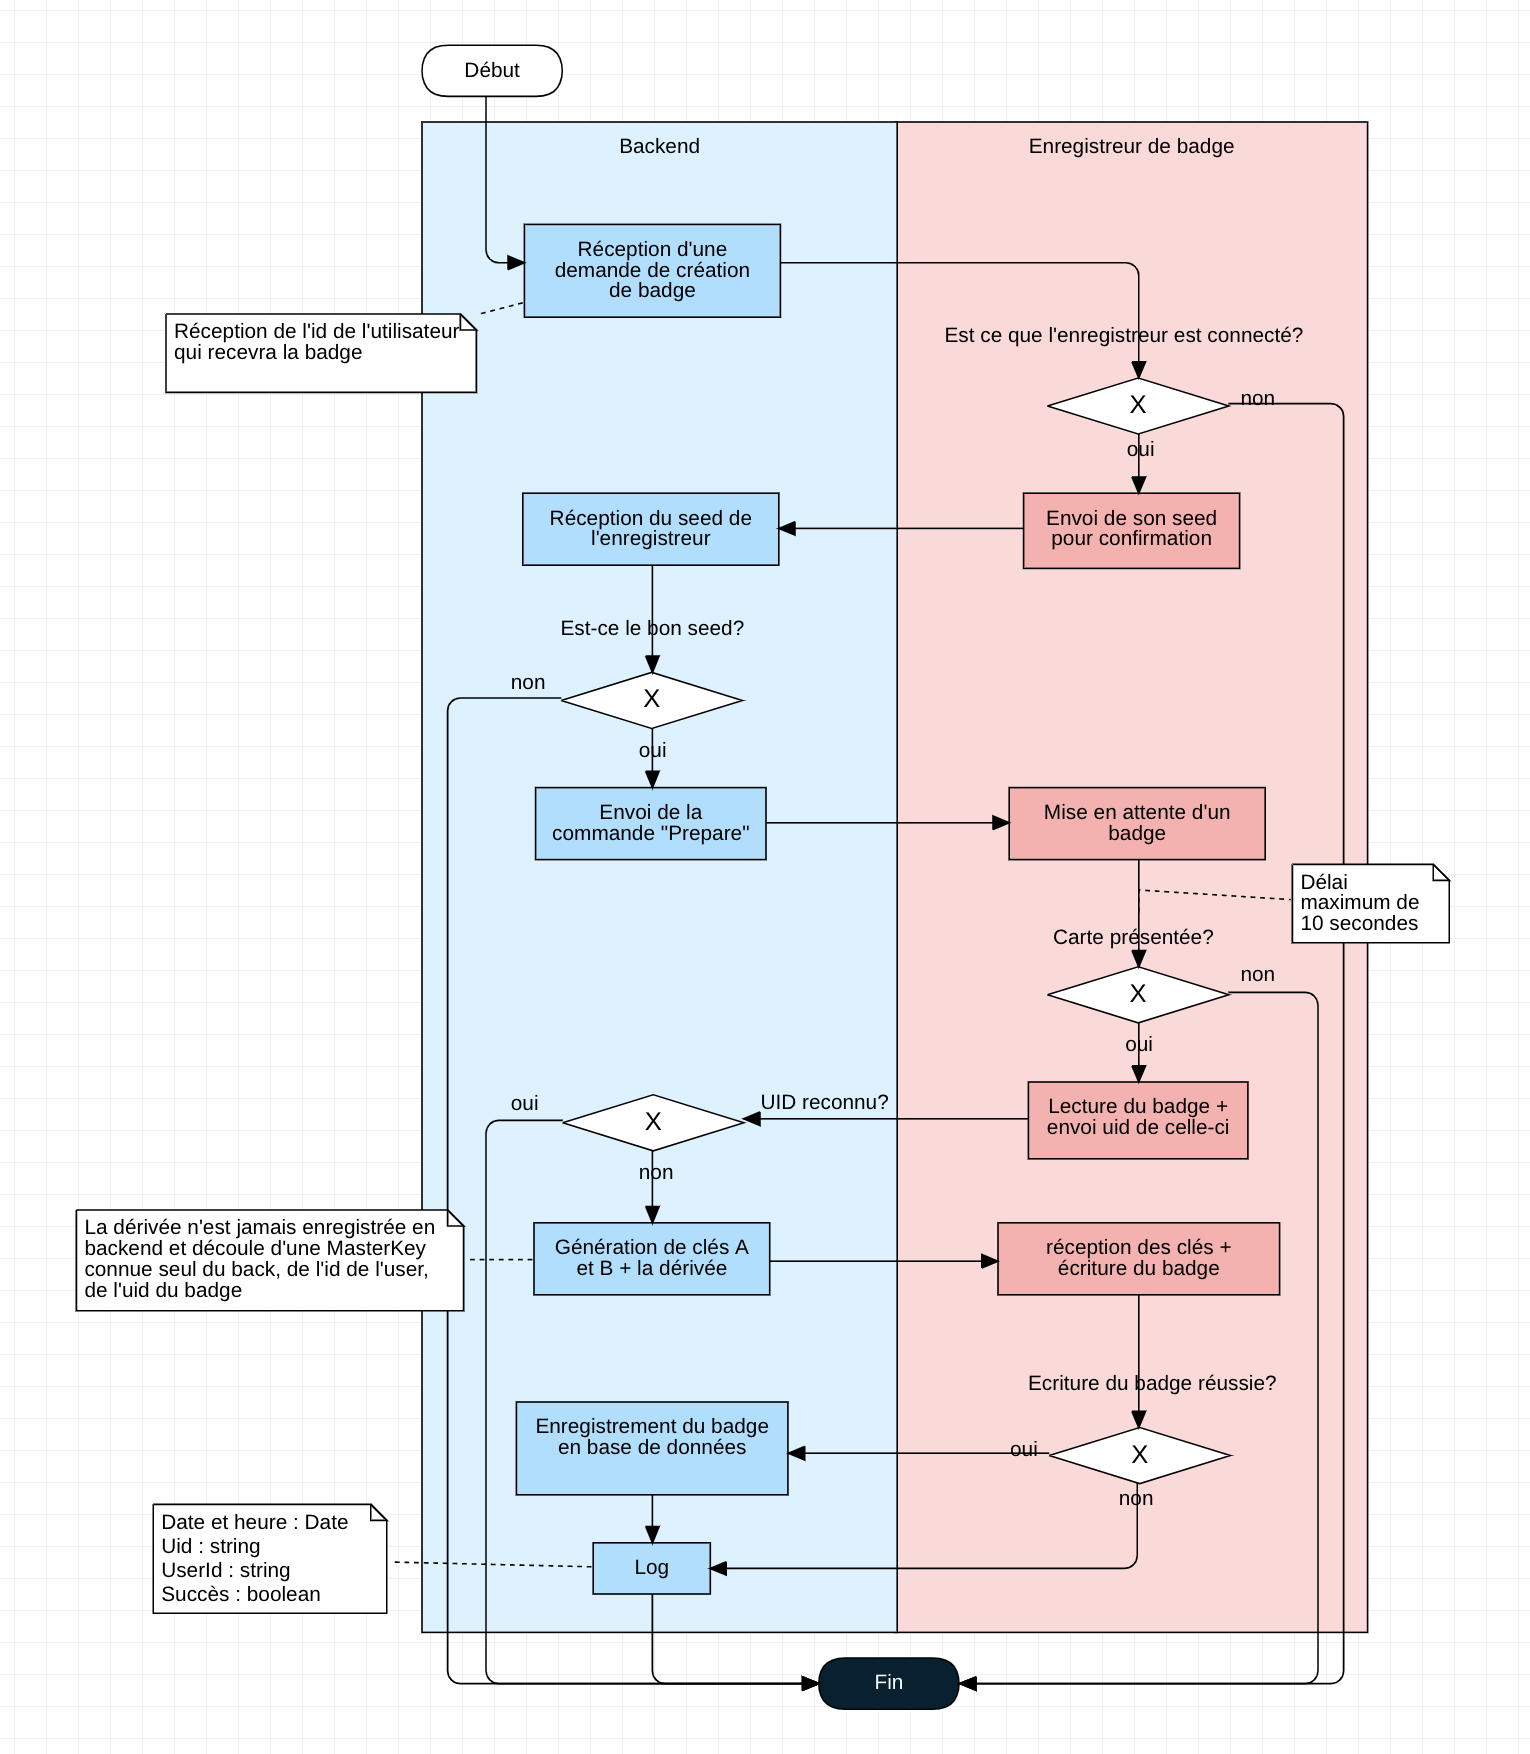 Début
Backend
Enregistreur de badge
Réception d'une
demande de création
de badge
Réception de l'id de l'utilisateur
qui recevra la badge
Est ce que l'enregistreur est connecté?
X
non
oui
Réception du seed de
l'enregistreur
Envoi de son seed
pour confirmation
Est-ce le bon seed?
non
X
oui
Envoi de la
commande "Prepare"
Mise en attente d'un
badge
Délai
maximum de
10 secondes
Carte présentée?
X
non
oui
Lecture du badge +
envoi uid de celle-ci
UID reconnu?
oui
X
non
La dérivée n'est jamais enregistrée en
backend et découle d'une MasterKey
connue seul du back, de l'id de l'user,
de l'uid du badge
Génération de clés A
et B + la dérivée
réception des clés +
écriture du badge
Ecriture du badge réussie?
Enregistrement du badge
en base de données
oui
X
non
Date et heure : Date
Uid : string
UserId : string
Succès : boolean
Log
Fin